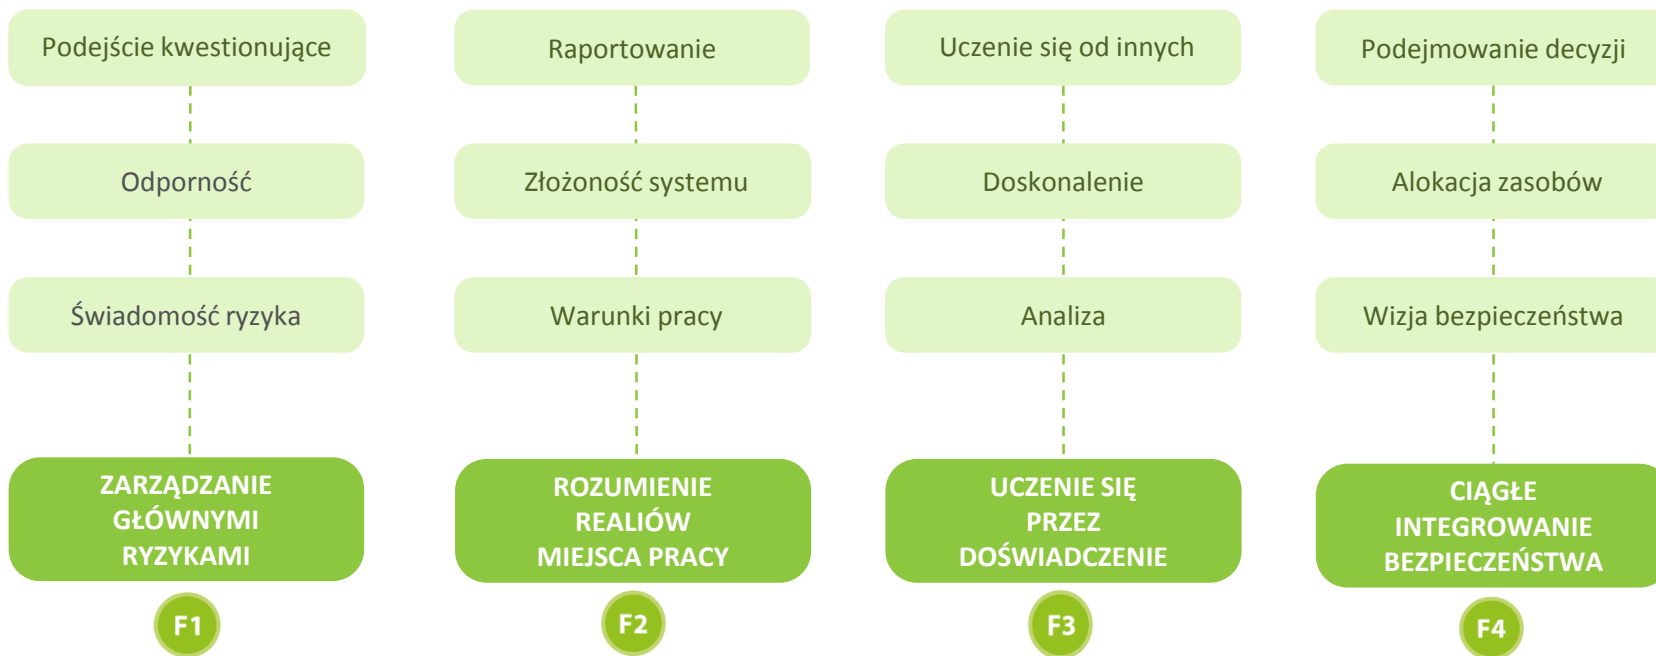 Podejście kwestionujące
Raportowanie
Uczenie się od innych
Podejmowanie decyzji
Odporność
Złożoność systemu
Doskonalenie
Alokacja zasobów
Świadomość ryzyka
Warunki pracy
Analiza
Wizja bezpieczeństwa
ZARZĄDZANIE
GŁÓWNYMI
RYZYKAMI
ROZUMIENIE
REALIÓW
MIEJSCA PRACY
UCZENIE SIĘ
PRZEZ
DOŚWIADCZENIE
CIĄGŁE
INTEGROWANIE
BEZPIECZEŃSTWA
F1
F2
F3
F4